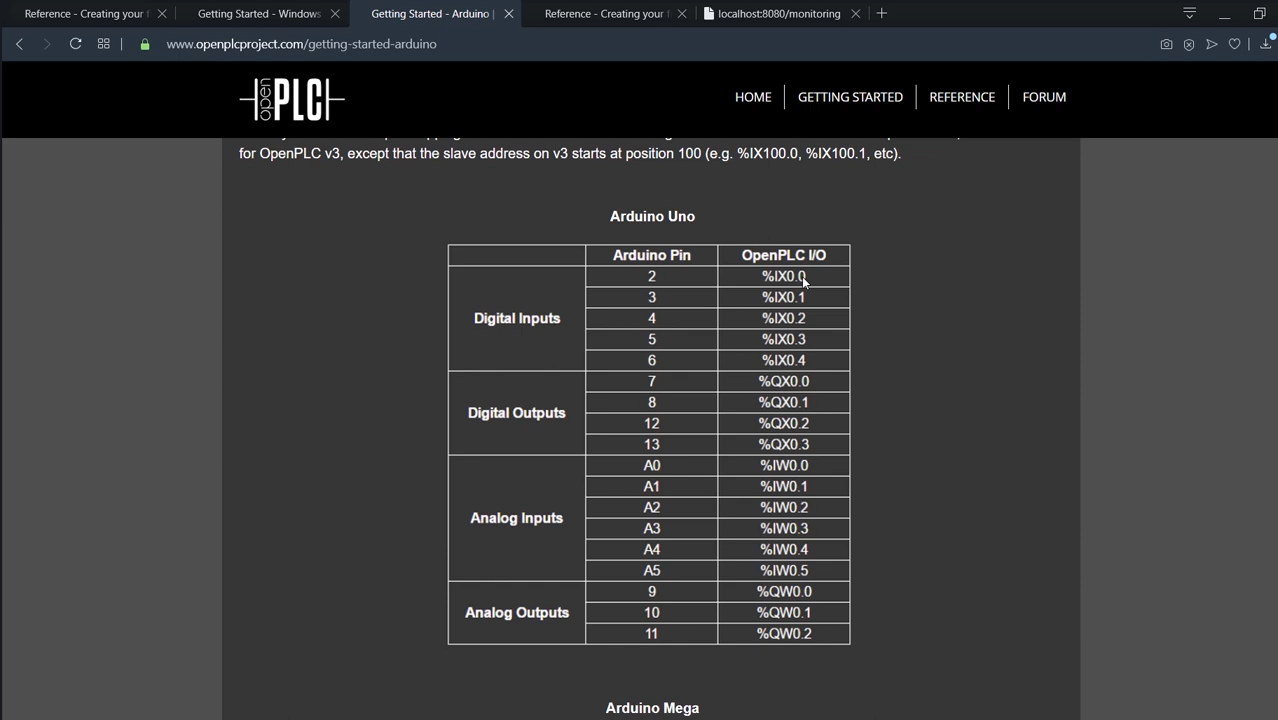 Reference - Creating your f
Getting Started - Windows
Getting Started - Arduino |
Reference - Creating your f
localhost:8080/monitoring
www.openplcproject.com/getting-started-arduino
open PLC
HOME
GETTING STARTED
REFERENCE
FORUM
for OpenPLC v3, except that the slave address on v3 starts at position 100 (e.g. %IX100.0, %IX100.1, etc).
Arduino Uno
Arduino Pin OpenPLC I/O
Digital Inputs
2 %IX0.0
3 %IX0.1
4 %IX0.2
5 %IX0.3
6 %IX0.4
Digital Outputs
7 %QX0.0
8 %QX0.1
12 %QX0.2
13 %QX0.3
Analog Inputs
A0 %IW0.0
A1 %IW0.1
A2 %IW0.2
A3 %IW0.3
A4 %IW0.4
A5 %IW0.5
Analog Outputs
9 %QW0.0
10 %QW0.1
11 %QW0.2
Arduino Mega